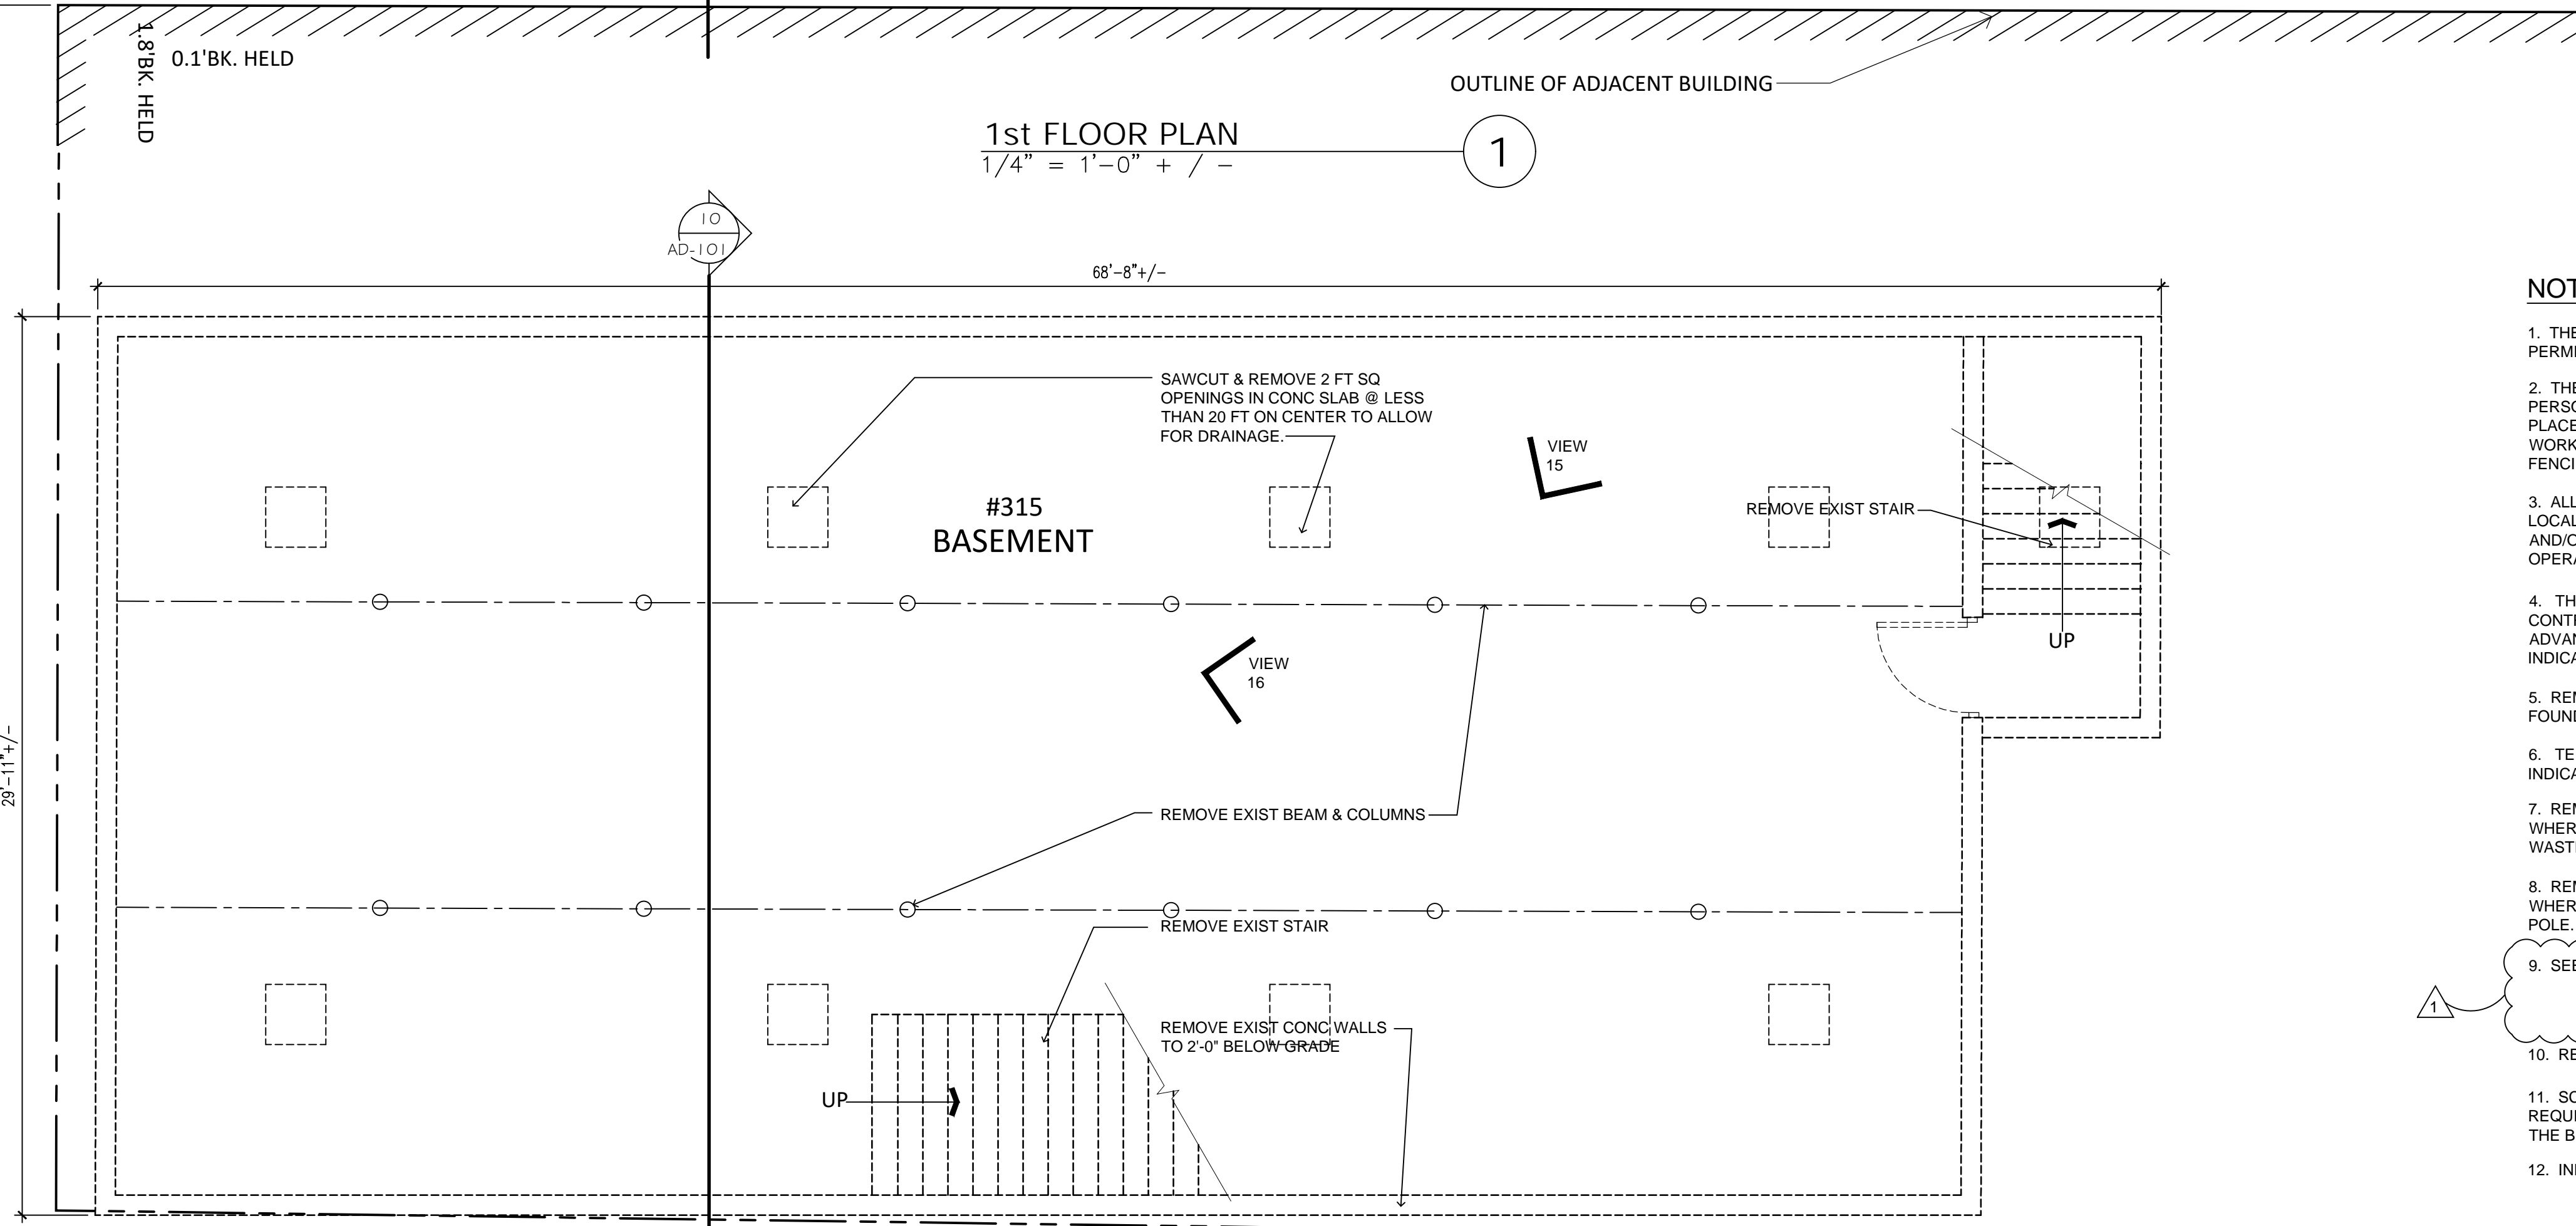 1.8'BK. HELD
0.1'BK. HELD
OUTLINE OF ADJACENT BUILDING
1st FLOOR PLAN
1/4" = 1'-0" + / -
1
10
AD-101
68'-8"+/-
29'-11"+/-
SAWCUT & REMOVE 2 FT SQ
OPENINGS IN CONC SLAB @ LESS
THAN 20 FT ON CENTER TO ALLOW
FOR DRAINAGE.
VIEW
15
#315
BASEMENT
REMOVE EXIST STAIR
UP
VIEW
16
REMOVE EXIST BEAM & COLUMNS
REMOVE EXIST STAIR
REMOVE EXIST CONC WALLS
TO 2'-0" BELOW GRADE
UP
NOT
1. THE
PERMI
2. THE
PERSO
PLACE
WORK
FENCI
3. ALL
LOCAL
AND/O
OPERA
4. TH
CONTR
ADVAN
INDICA
5. REM
FOUND
6. TE
INDICA
7. REM
WHER
WASTE
8. REM
WHER
POLE.
9. SEE
1
10. RE
11. SC
REQUI
THE B
12. INI